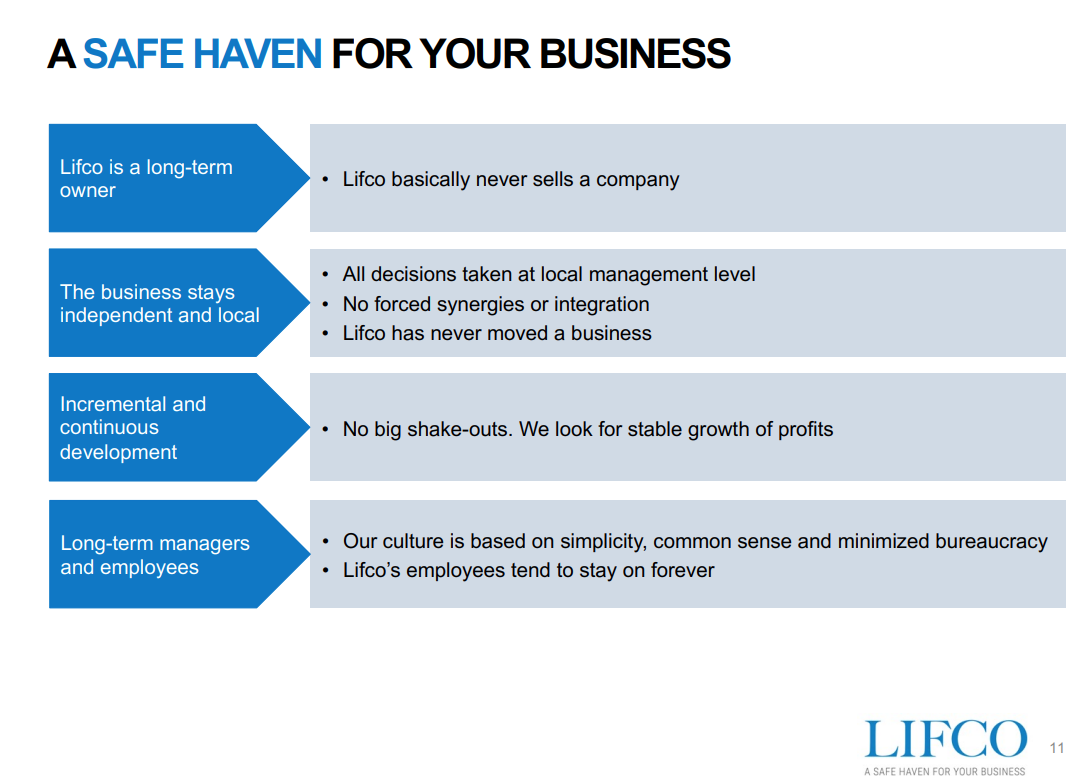 A SAFE HAVEN FOR YOUR BUSINESS
Lifco is a long-term
owner
• Lifco basically never sells a company
The business stays
independent and local
• All decisions taken at local management level
• No forced synergies or integration
• Lifco has never moved a business
Incremental and
continuous
development
• No big shake-outs. We look for stable growth of profits
Long-term managers
and employees
• Our culture is based on simplicity, common sense and minimized bureaucracy
• Lifco’s employees tend to stay on forever
LIFCO
A SAFE HAVEN FOR YOUR BUSINESS
11